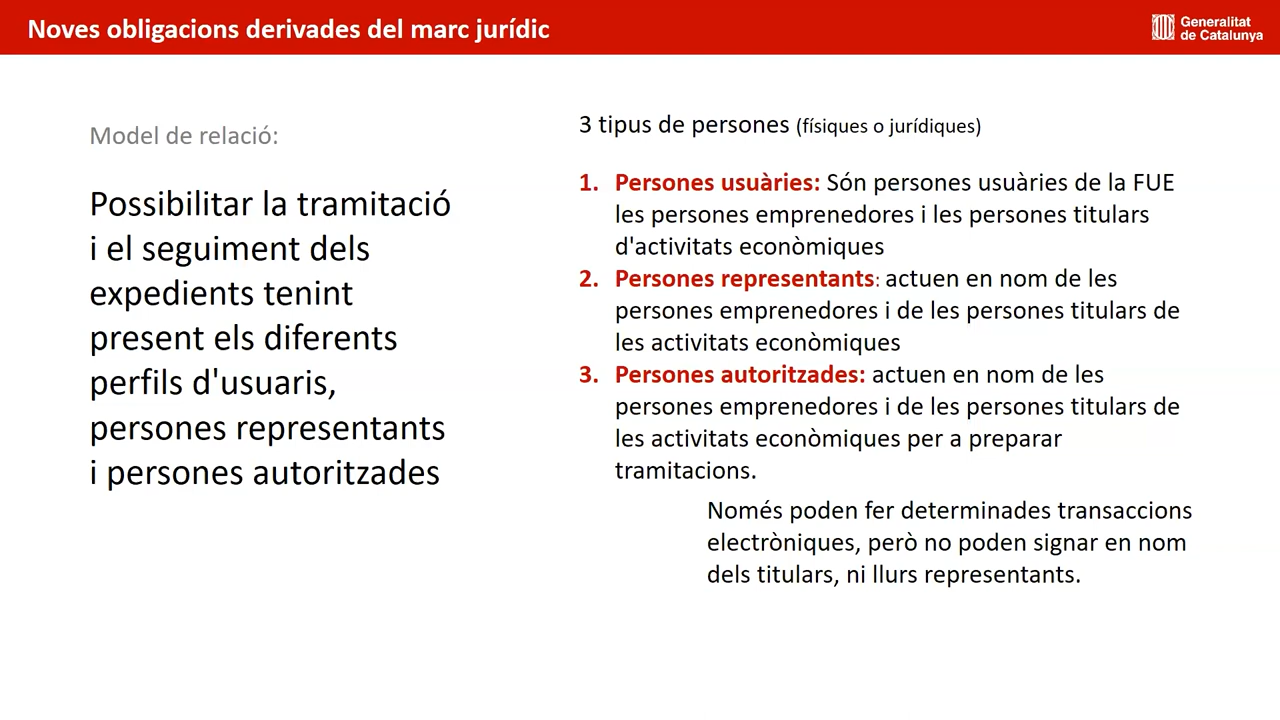 Noves obligacions derivades del marc jurídic
Generalitat
de Catalunya
Model de relació:
Possibilitar la tramitació
i el seguiment dels
expedients tenint
present els diferents
perfils d'usuaris,
persones representants
i persones autoritzades
3 tipus de persones (físiques o jurídiques)
1. Persones usuàries: Són persones usuàries de la FUE
les persones emprenedores i les persones titulars
d'activitats econòmiques
2. Persones representants: actuen en nom de les
persones emprenedores i de les persones titulars de
les activitats econòmiques
3. Persones autoritzades: actuen en nom de les
persones emprenedores i de les persones titulars de
les activitats econòmiques per a preparar
tramitacions.
Només poden fer determinades transaccions
electròniques, però no poden signar en nom
dels titulars, ni llurs representants.